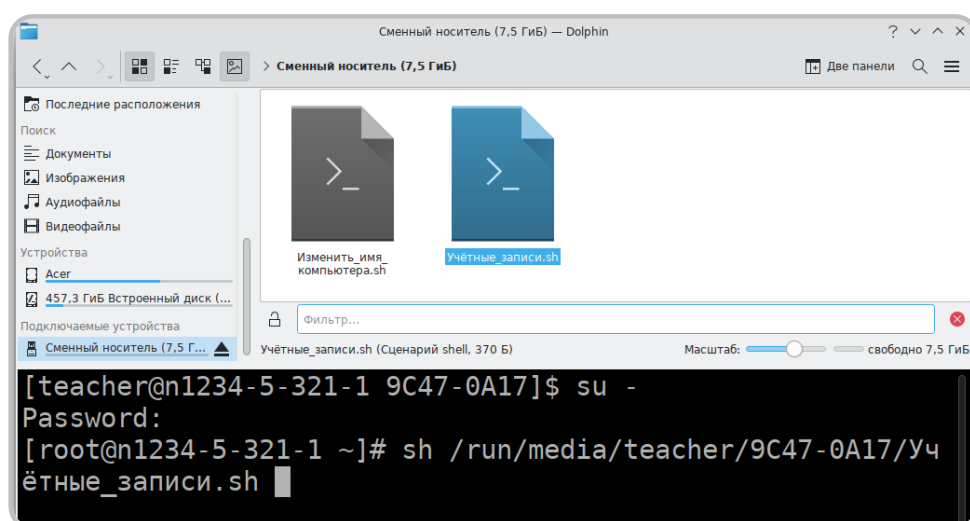 Сменный носитель (7,5 ГиБ) — Dolphin
Сменный носитель (7,5 ГиБ)
Две панели
Последние расположения
Поиск
Документы
Изображения
Аудиофайлы
Видеофайлы
Устройства
Acer
457,3 ГиБ Встроенный диск (...
Подключаемые устройства
Сменный носитель (7,5 Г...
Изменить_имя_
компьютера.sh
Учётные_записи.sh
Фильтр...
Учётные_записи.sh (Сценарий shell, 370 Б)
Масштаб:
свободно 7,5 ГиБ
[teacher@n1234-5-321-1 9C47-0A17]$ su -
Password:
[root@n1234-5-321-1 ~]# sh /run/media/teacher/9C47-0A17/Уч
ётные_записи.sh